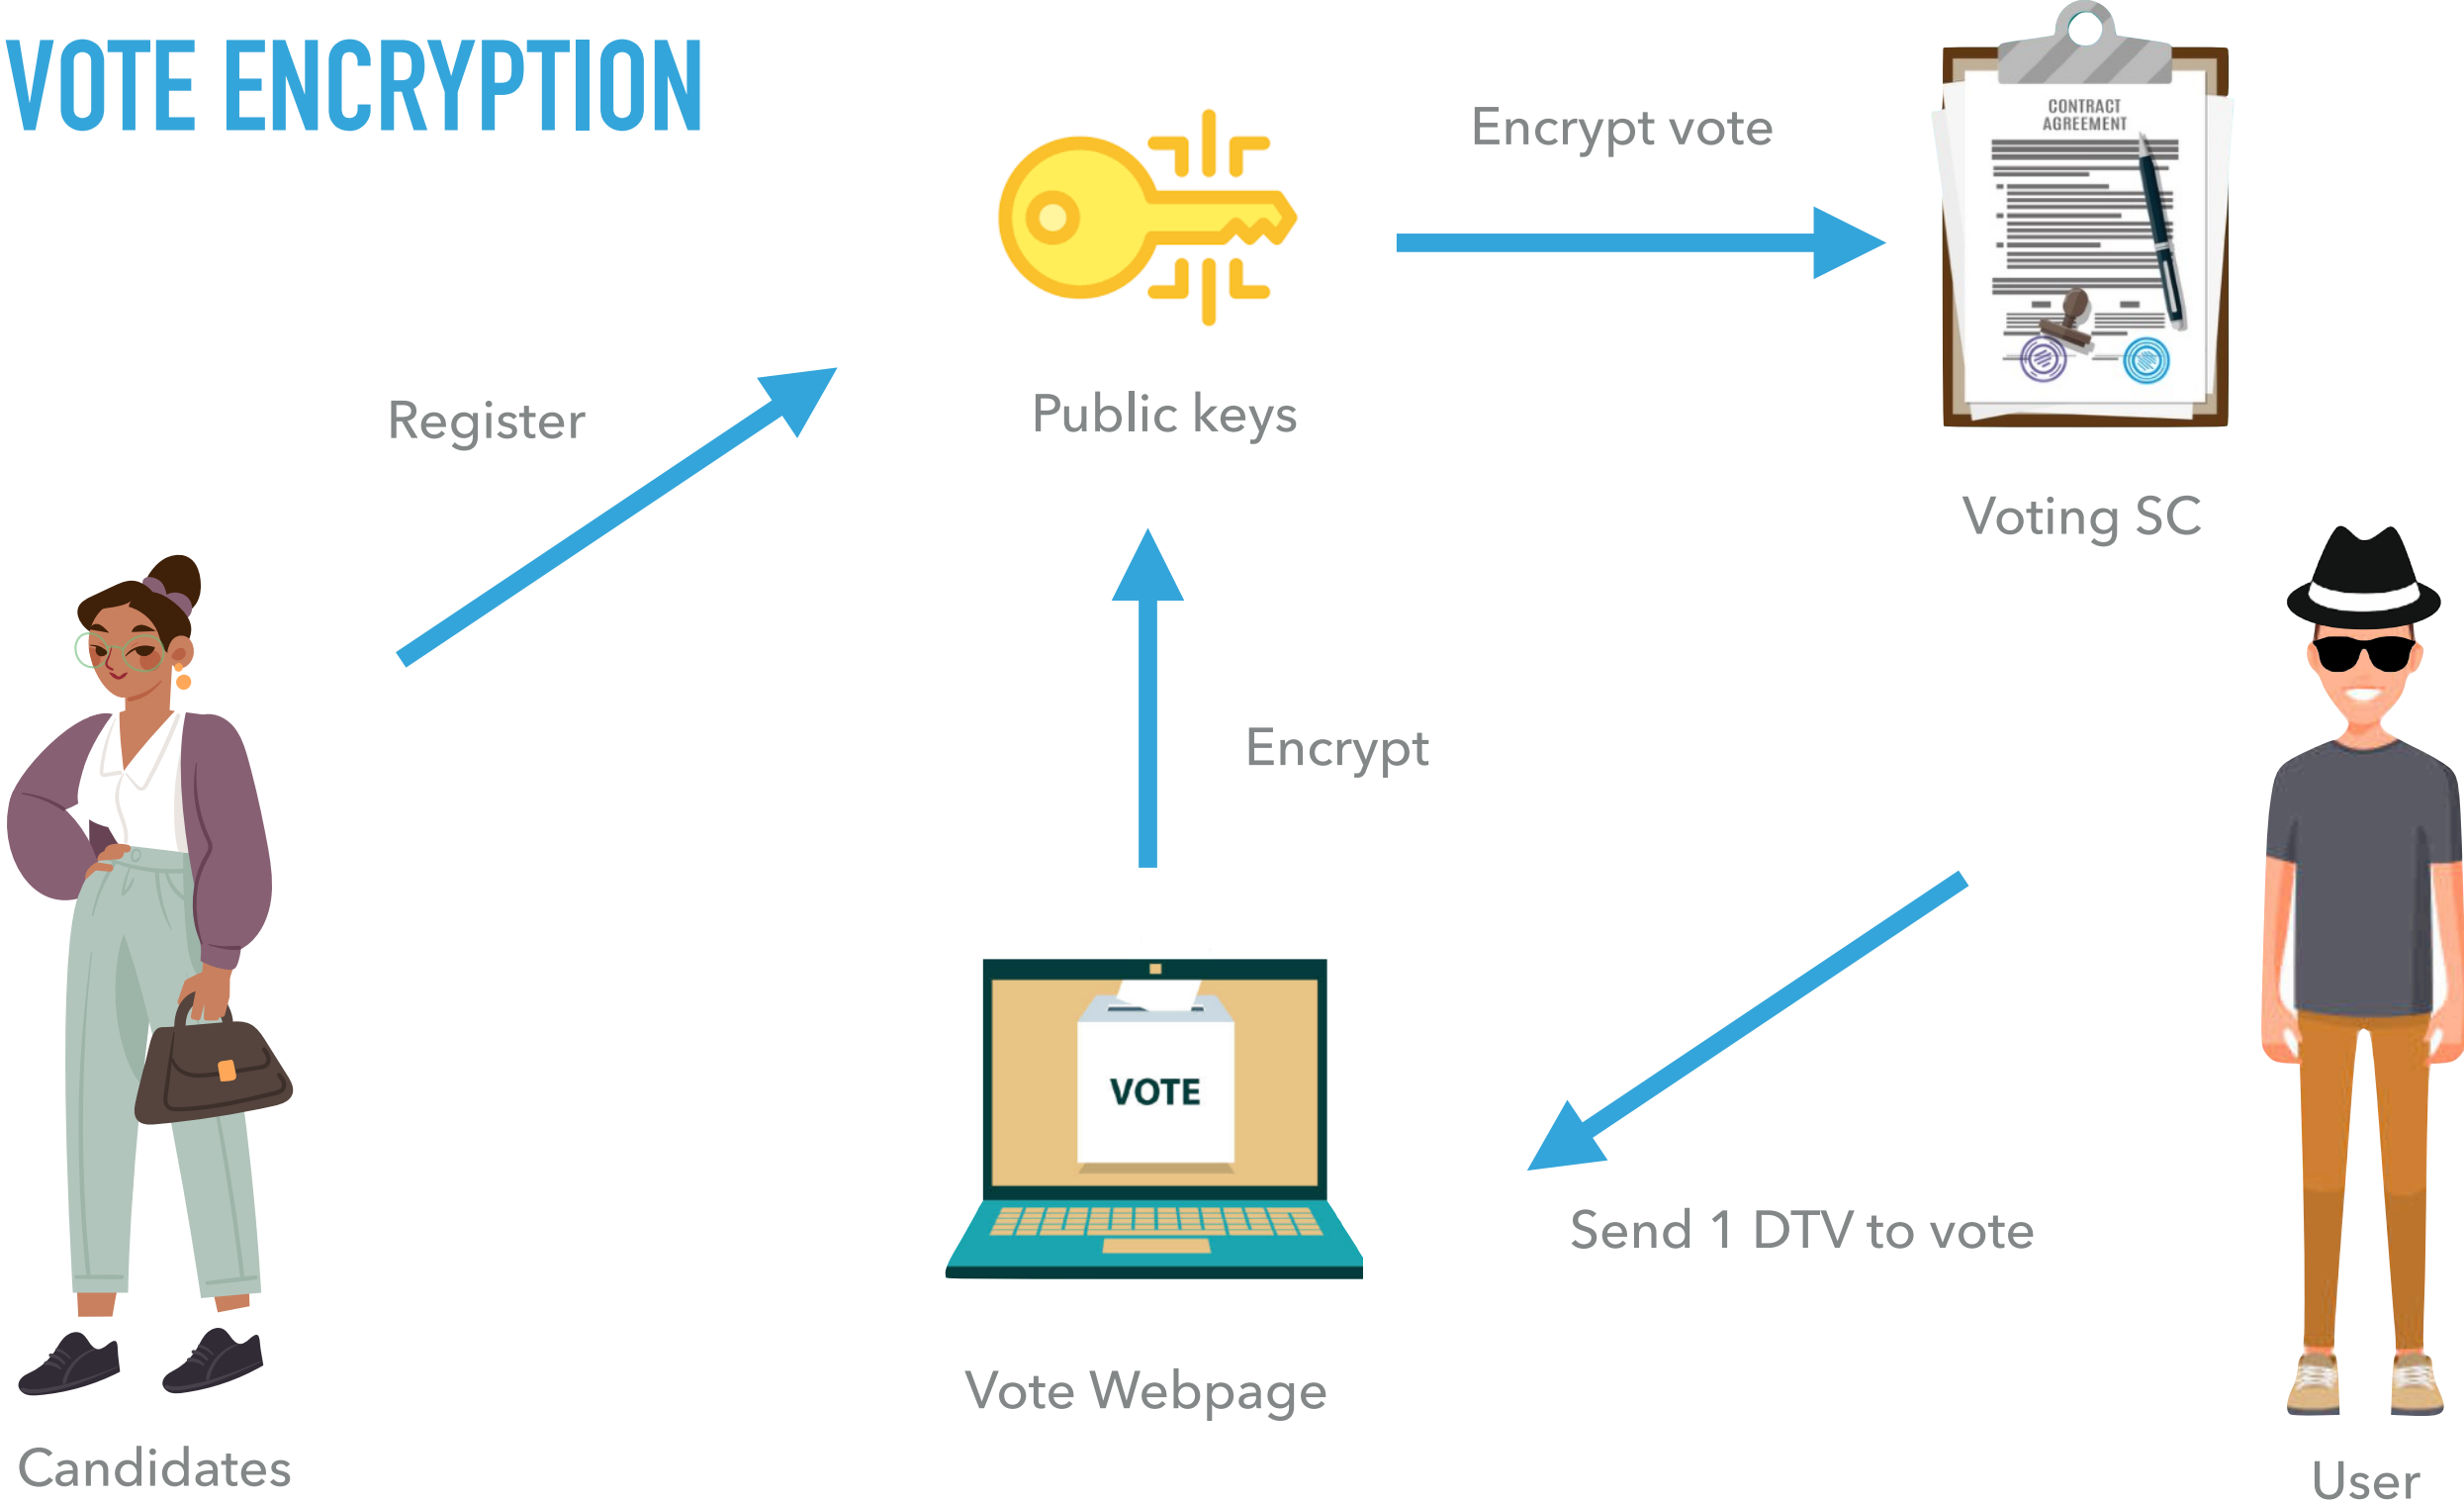 VOTE ENCRYPTION
Encrypt vote
CONTRACT
AGREEMENT
Register
Public keys
Voting SC
Encrypt
VOTE
Send 1 DTV to vote
Vote Webpage
Candidates
User